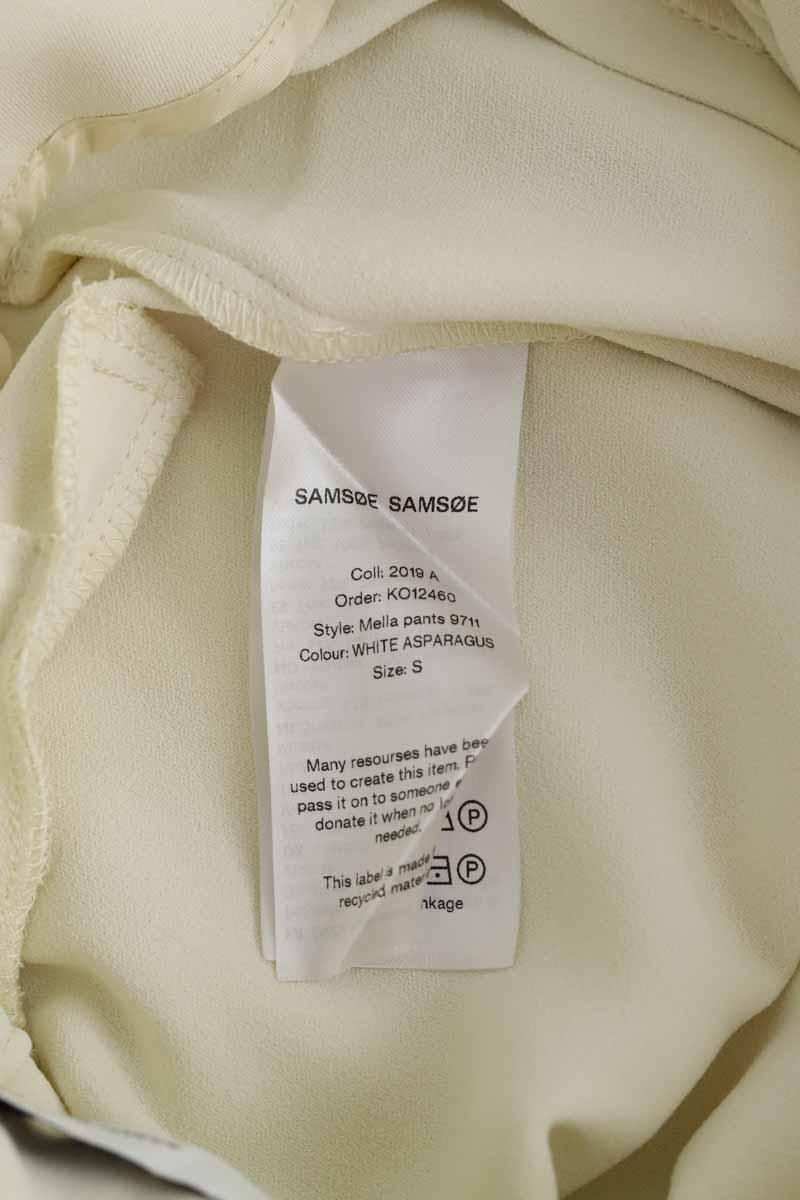 SAMSØE SAMSØE
Coll: 2019 A
Order: KO12460
Style: Mella pants 9711
Colour: WHITE ASPARAGUS
Size: S
Many resourses have bee
used to create this item. P
pass it on to someone
donate it when no lo
needed.
P
This label is made
recycled mater
P
nkage